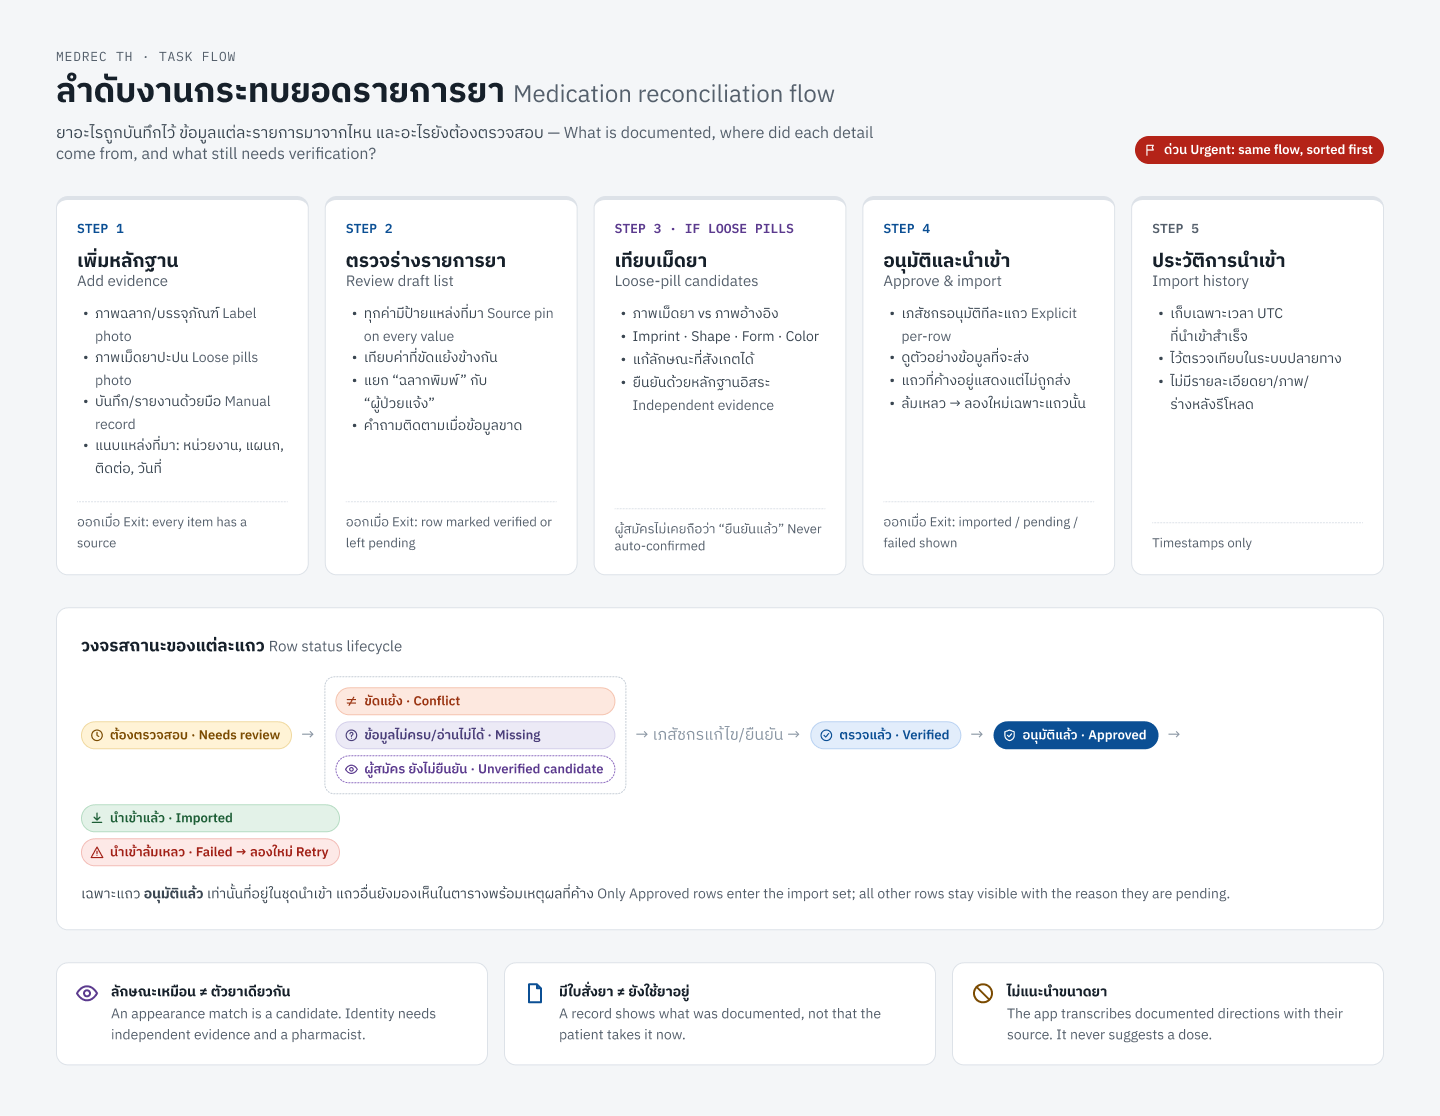 MEDREC TH · TASK FLOW
ลำดับงานกระทบยอดรายการยา Medication reconciliation flow
ยาอะไรถูกบันทึกไว้ ข้อมูลแต่ละรายการมาจากไหน และอะไรยังต้องตรวจสอบ — What is documented, where did each detail
come from, and what still needs verification?
ด่วน Urgent: same flow, sorted first
STEP 1
เพิ่มหลักฐาน
Add evidence
• ภาพฉลาก/บรรจุภัณฑ์ Label
photo
• ภาพเม็ดยาปะปน Loose pills
photo
• บันทึก/รายงานด้วยมือ Manual
record
• แนบแหล่งที่มา: หน่วยงาน, แผนก,
ติดต่อ, วันที่
ออกเมื่อ Exit: every item has a
source
STEP 2
ตรวจร่างรายการยา
Review draft list
• ทุกค่ามีป้ายแหล่งที่มา Source pin
on every value
• เทียบค่าที่ขัดแย้งข้างกัน
• แยก “ฉลากพิมพ์” กับ
“ผู้ป่วยแจ้ง”
• คำถามติดตามเมื่อข้อมูลขาด
ออกเมื่อ Exit: row marked verified or
left pending
STEP 3 · IF LOOSE PILLS
เทียบเม็ดยา
Loose-pill candidates
• ภาพเม็ดยา vs ภาพอ้างอิง
• Imprint · Shape · Form · Color
• แก้ลักษณะที่สังเกตได้
• ยืนยันด้วยหลักฐานอิสระ
Independent evidence
ผู้สมัครไม่เคยถือว่า “ยืนยันแล้ว” Never
auto-confirmed
STEP 4
อนุมัติและนำเข้า
Approve & import
• เภสัชกรอนุมัติทีละแถว Explicit
per-row
• ดูตัวอย่างข้อมูลที่จะส่ง
• แถวที่ค้างอยู่แสดงแต่ไม่ถูกส่ง
• ล้มเหลว → ลองใหม่เฉพาะแถวนั้น
ออกเมื่อ Exit: imported / pending /
failed shown
STEP 5
ประวัติการนำเข้า
Import history
• เก็บเฉพาะเวลา UTC
ที่นำเข้าสำเร็จ
• ไว้ตรวจเทียบในระบบปลายทาง
• ไม่มีรายละเอียดยา/ภาพ/
ร่างหลังรีโหลด
Timestamps only
วงจรสถานะของแต่ละแถว Row status lifecycle
ต้องตรวจสอบ · Needs review →
≠ ขัดแย้ง · Conflict
ข้อมูลไม่ครบ/อ่านไม่ได้ · Missing
ผู้สมัคร ยังไม่ยืนยัน · Unverified candidate
→ เภสัชกรแก้ไข/ยืนยัน → ตรวจแล้ว · Verified → อนุมัติแล้ว · Approved →
นำเข้าแล้ว · Imported
นำเข้าล้มเหลว · Failed → ลองใหม่ Retry
เฉพาะแถว อนุมัติแล้ว เท่านั้นที่อยู่ในชุดนำเข้า แถวอื่นยังมองเห็นในตารางพร้อมเหตุผลที่ค้าง Only Approved rows enter the import set; all other rows stay visible with the reason they are pending.
ลักษณะเหมือน ≠ ตัวยาเดียวกัน
An appearance match is a candidate. Identity needs
independent evidence and a pharmacist.
มีใบสั่งยา ≠ ยังใช้ยาอยู่
A record shows what was documented, not that the
patient takes it now.
ไม่แนะนำขนาดยา
The app transcribes documented directions with their
source. It never suggests a dose.